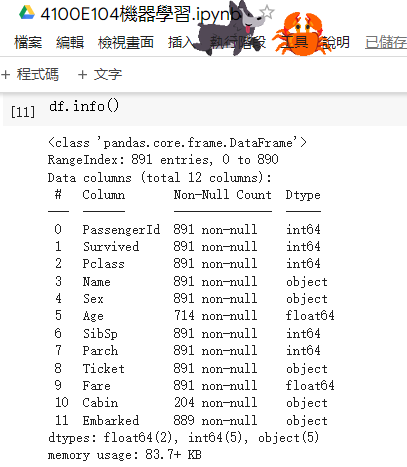 4100E104機器學習.ipynb
檔案 編輯 檢視畫面 插入 執行階段 工具 說明 已儲存
+ 程式碼 + 文字
[11] df.info()
<class 'pandas.core.frame.DataFrame'>
RangeIndex: 891 entries, 0 to 890
Data columns (total 12 columns):
# Column Non-Null Count Dtype
--- ------ -------------- -----
0 PassengerId 891 non-null int64
1 Survived 891 non-null int64
2 Pclass 891 non-null int64
3 Name 891 non-null object
4 Sex 891 non-null object
5 Age 714 non-null float64
6 SibSp 891 non-null int64
7 Parch 891 non-null int64
8 Ticket 891 non-null object
9 Fare 891 non-null float64
10 Cabin 204 non-null object
11 Embarked 889 non-null object
dtypes: float64(2), int64(5), object(5)
memory usage: 83.7+ KB